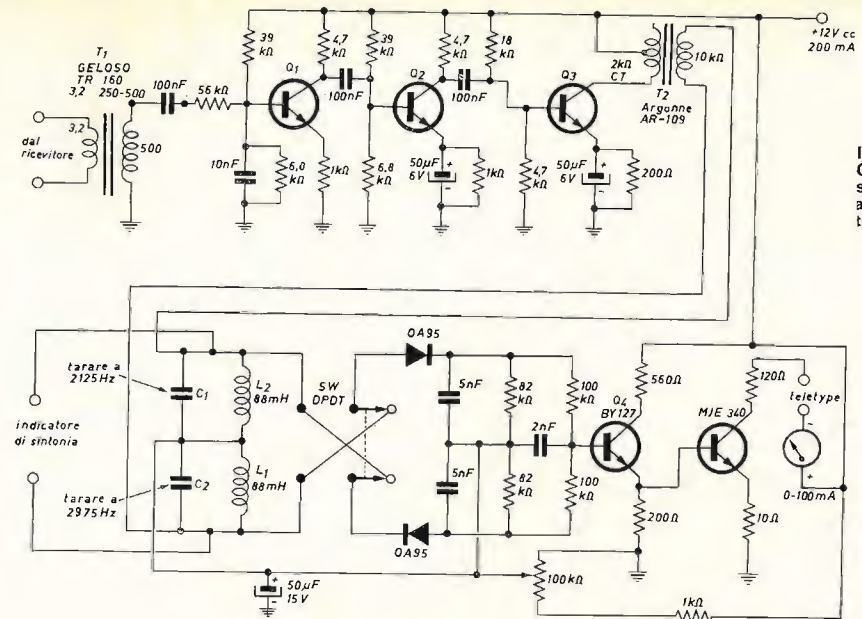 T1
GELOSO
TR 160
3,2 250-500
100nF
56 kΩ
39 kΩ
4,7 kΩ
39 kΩ
4,7 kΩ
18 kΩ
2kΩ
CT
10kΩ
+12V cc
200 mA
T2
Argonne
AR-109
Q1
100nF
Q2
100nF
Q3
dal
ricevitore
3,2
500
10nF
6,0 kΩ
1kΩ
6,8 kΩ
50µF
6V
+
-
1kΩ
4,7 kΩ
50µF
6V
+
-
200Ω
I
C
s
a
t
tarare a
2125Hz
C1
L2
88mH
SW
DPDT
OA95
5nF
82 kΩ
100 kΩ
Q4
BY127
560Ω
120Ω
teletype
-
+
0-100mA
MJE 340
indicatore
di sintonia
tarare a
2975Hz
C2
L1
88mH
OA95
5nF
2nF
82 kΩ
100 kΩ
200Ω
10Ω
50µF
15 V
+
-
100kΩ
1kΩ